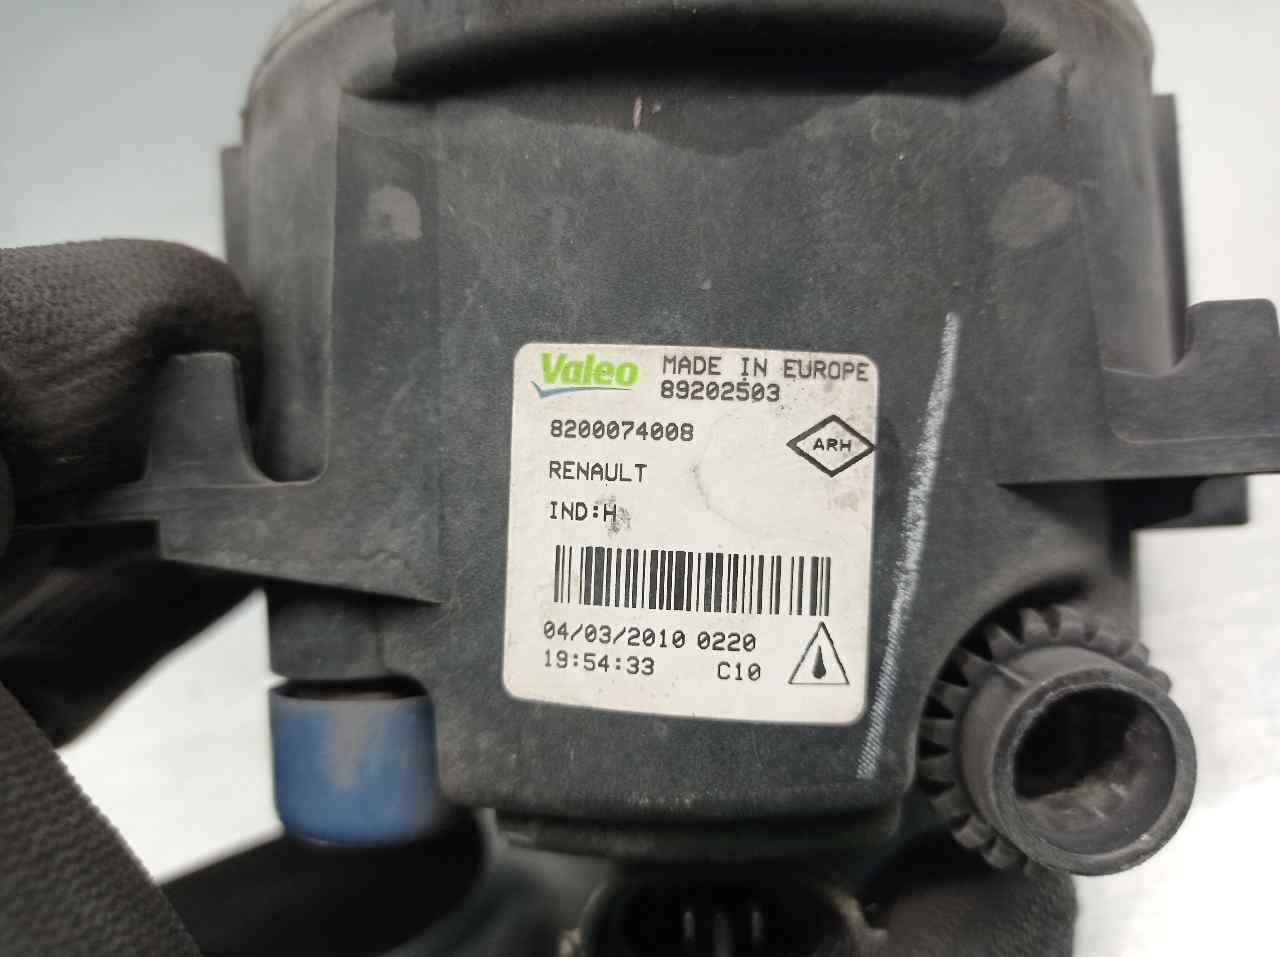 Valeo MADE IN EUROPE
89202503
8200074008
ARH
RENAULT
IND:H
04/03/2010 0220
19:54:33 C10